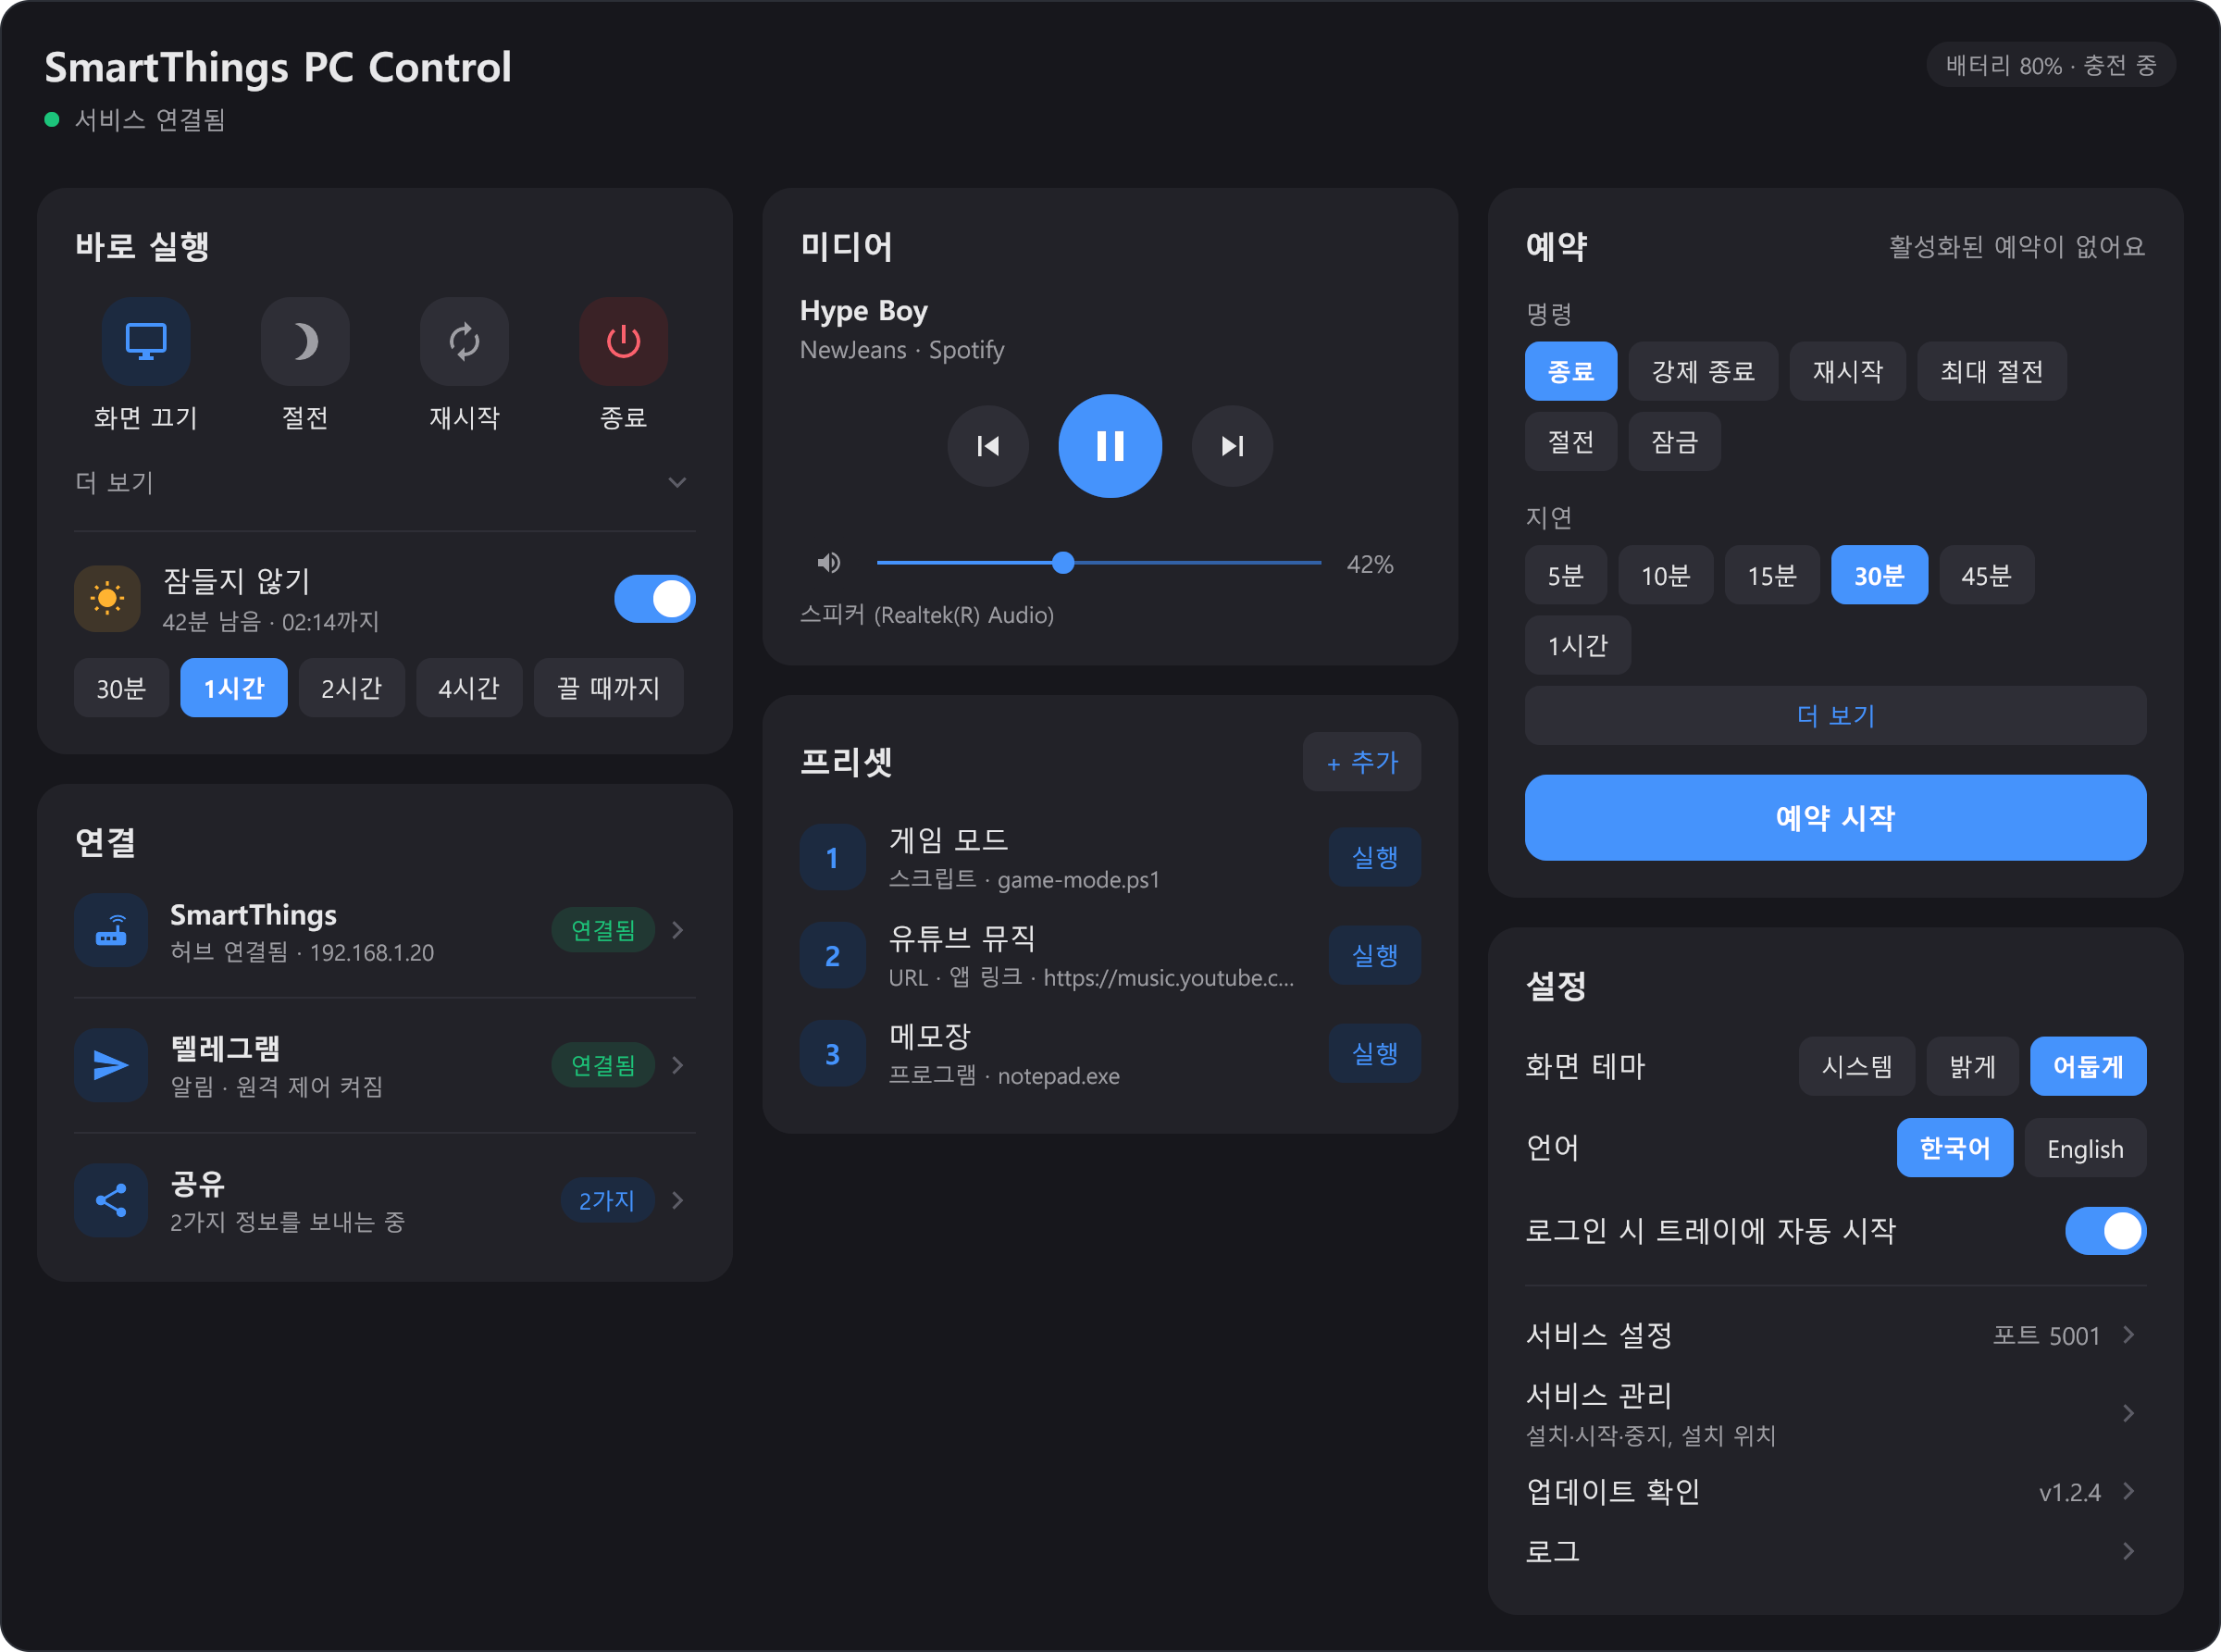 SmartThings PC Control
서비스 연결됨
배터리 80% · 충전 중
바로 실행
화면 끄기
절전
재시작
종료
더 보기
잠들지 않기
42분 남음 · 02:14까지
30분
1시간
2시간
4시간
끌 때까지
연결
SmartThings
허브 연결됨 · 192.168.1.20
연결됨
텔레그램
알림 · 원격 제어 켜짐
연결됨
공유
2가지 정보를 보내는 중
2가지
미디어
Hype Boy
NewJeans · Spotify
42%
스피커 (Realtek(R) Audio)
프리셋
+ 추가
1
게임 모드
스크립트 · game-mode.ps1
실행
2
유튜브 뮤직
URL · 앱 링크 · https://music.youtube.c...
실행
3
메모장
프로그램 · notepad.exe
실행
예약
활성화된 예약이 없어요
명령
종료
강제 종료
재시작
최대 절전
절전
잠금
지연
5분
10분
15분
30분
45분
1시간
더 보기
예약 시작
설정
화면 테마
시스템
밝게
어둡게
언어
한국어
English
로그인 시 트레이에 자동 시작
서비스 설정
포트 5001
서비스 관리
설치·시작·중지, 설치 위치
업데이트 확인
v1.2.4
로그